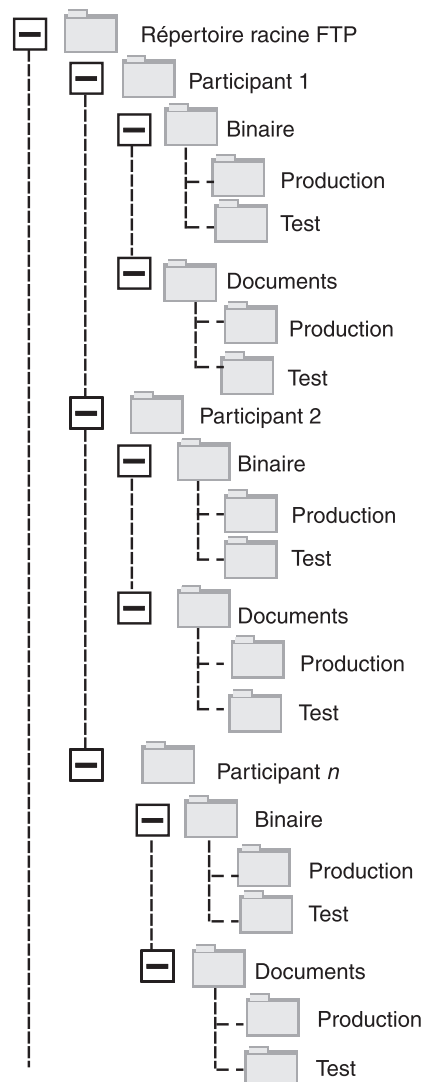 Répertoire racine FTP
Participant 1
Binaire
Production
Test
Documents
Production
Test
Participant 2
Binaire
Production
Test
Documents
Production
Test
Participant n
Binaire
Production
Test
Documents
Production
Test